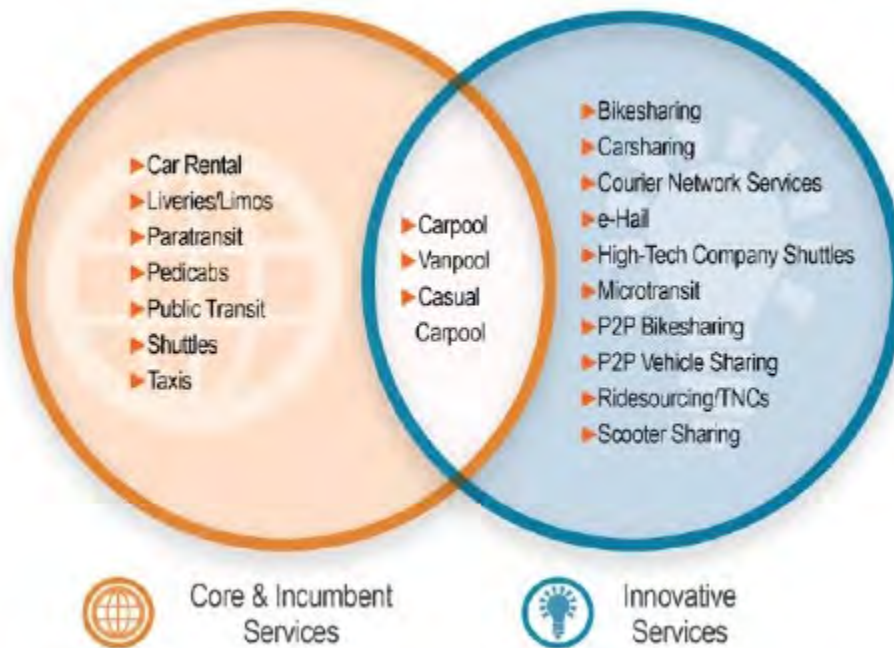 Car Rental
Liveries/Limos
Paratransit
Pedicabs
Public Transit
Shuttles
Taxis
Carpool
Vanpool
Casual
Carpool
Bikesharing
Carsharing
Courier Network Services
e-Hail
High-Tech Company Shuttles
Microtransit
P2P Bikesharing
P2P Vehicle Sharing
Ridesourcing/TNCs
Scooter Sharing
Core & Incumbent
Services
Innovative
Services